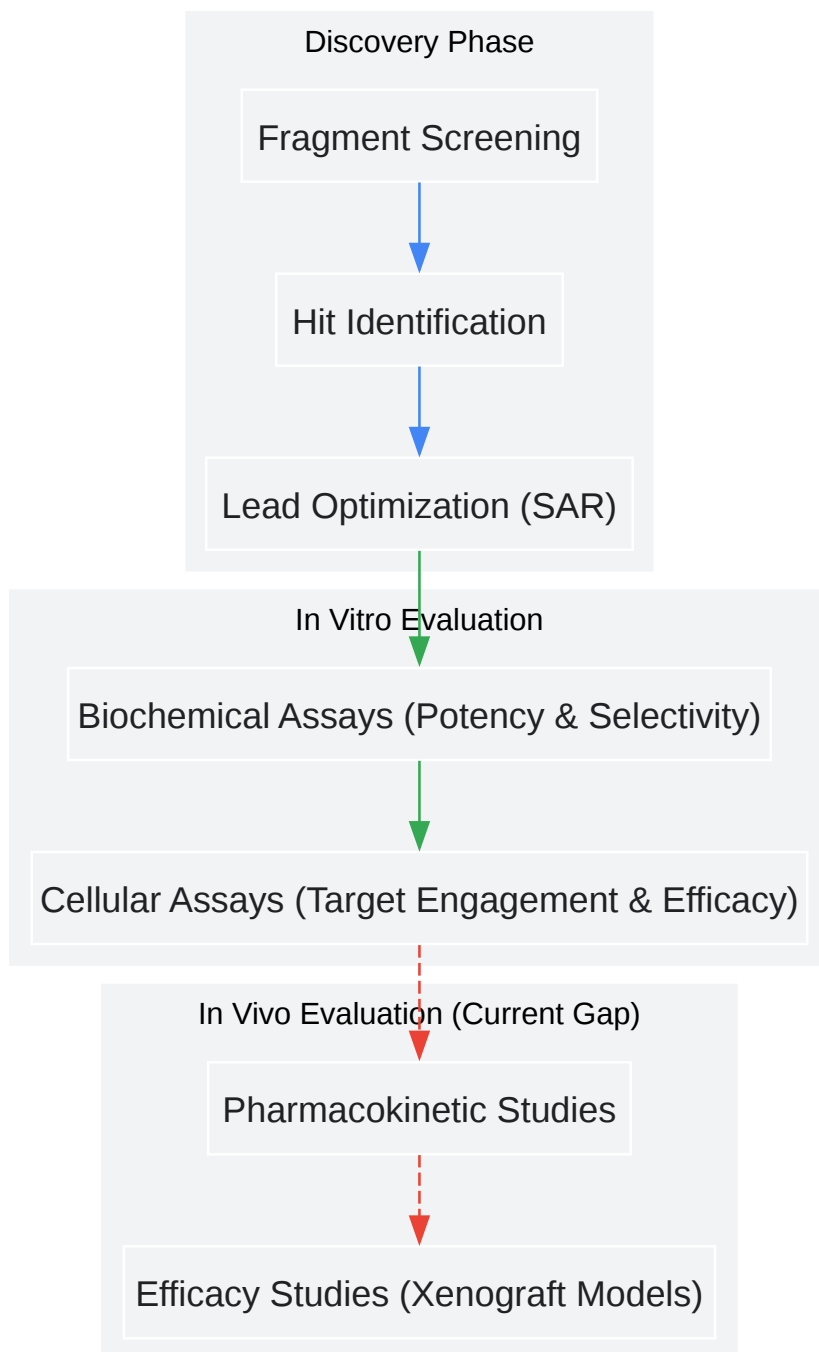 Discovery Phase
Fragment Screening
Hit Identification
Lead Optimization (SAR)
In Vitro Evaluation
Biochemical Assays (Potency & Selectivity)
Cellular Assays (Target Engagement & Efficacy)
In Vivo Evaluation (Current Gap)
Pharmacokinetic Studies
Efficacy Studies (Xenograft Models)